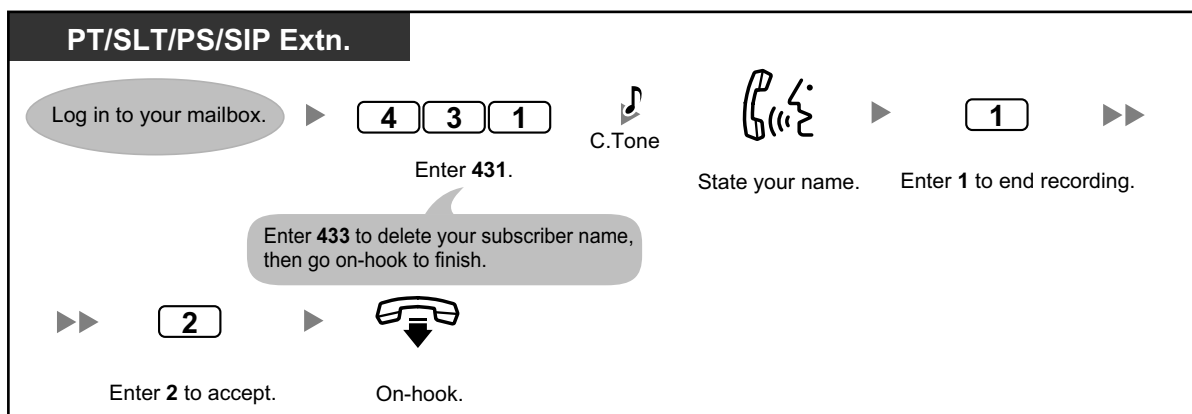 PT/SLT/PS/SIP Extn.
Log in to your mailbox.
4 3 1
Enter 431.
C.Tone
State your name.
1
Enter 1 to end recording.
Enter 433 to delete your subscriber name,
then go on-hook to finish.
2
Enter 2 to accept.
On-hook.